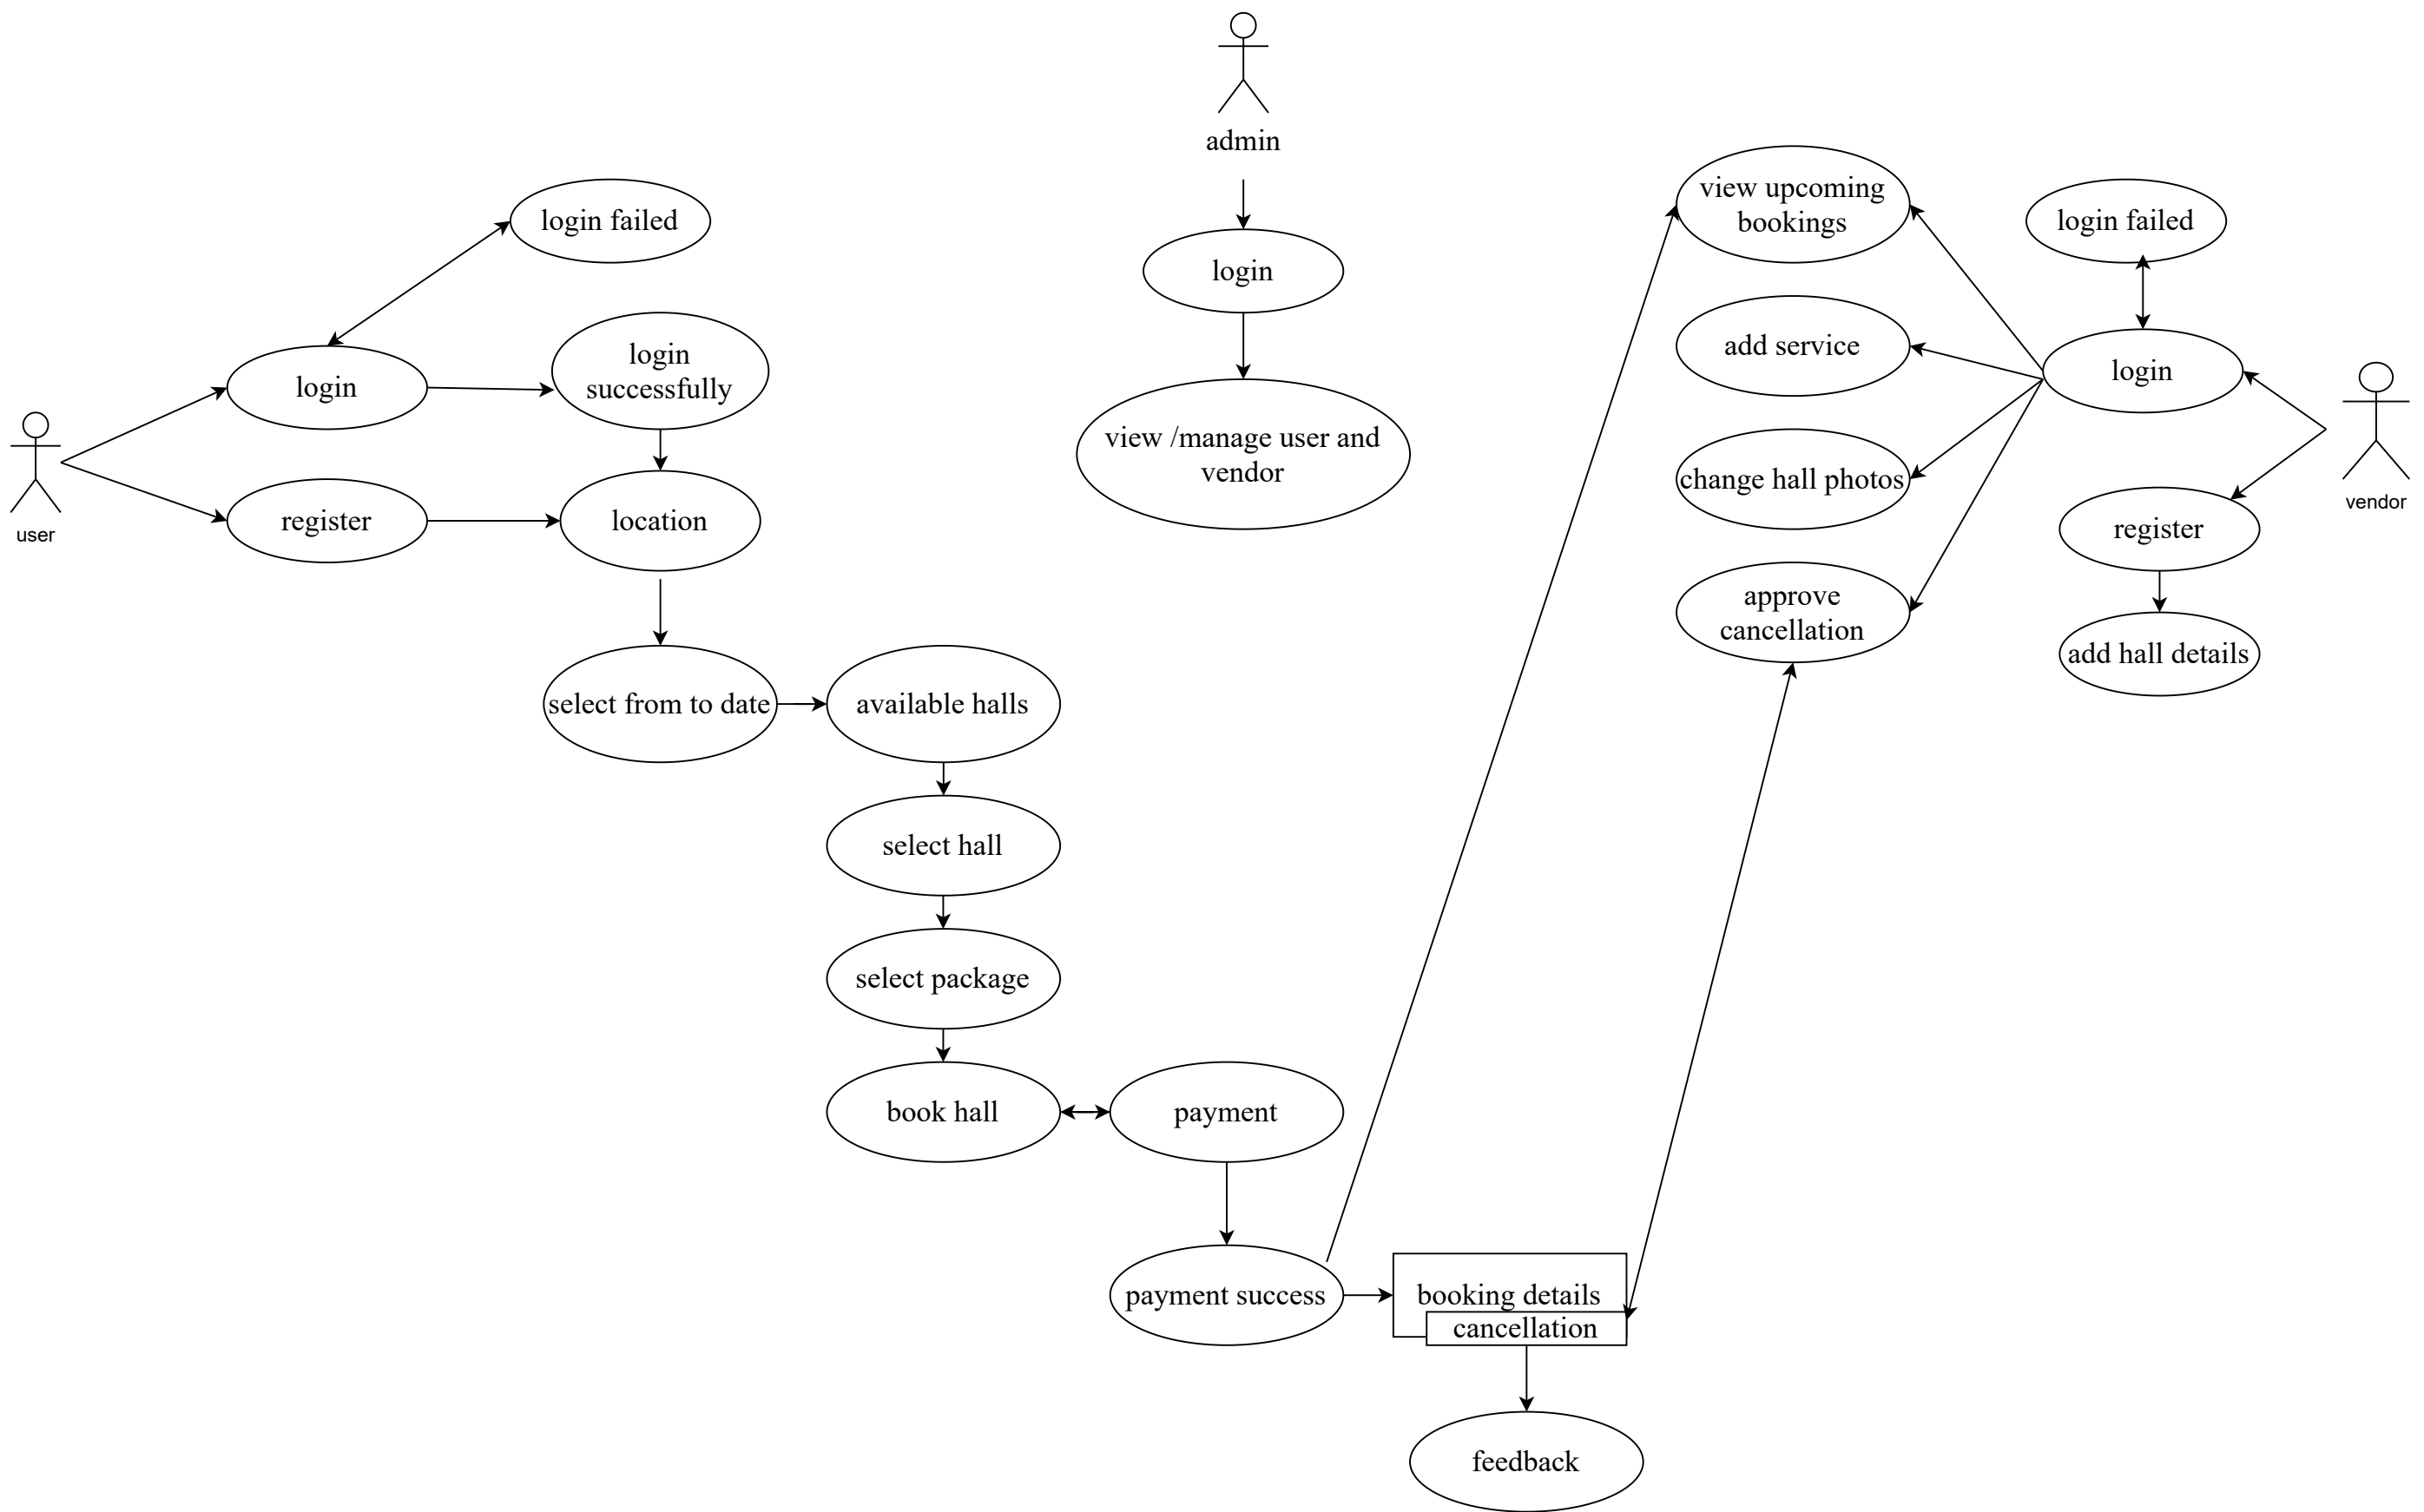 admin
view upcoming
bookings
login failed
login failed
login
login
successfully
add service
login
login
view /manage user and
vendor
change hall photos
vendor
user
register
location
register
approve
cancellation
add hall details
select from to date
available halls
select hall
select package
book hall
payment
payment success
booking details
cancellation
feedback